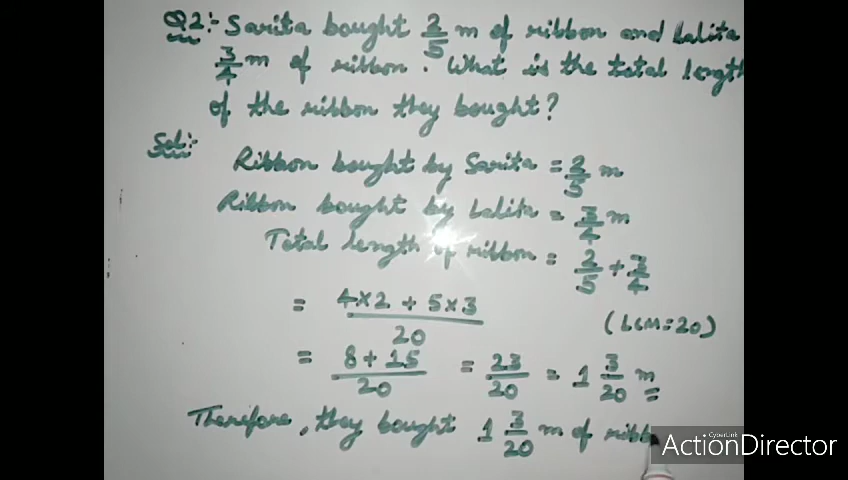 Q2:- Sarita bought 2/5 m of ribbon and Lalita
3/4 m of ribbon. What is the total length
of the ribbon they bought?
Sol:-
Ribbon bought by Sarita = 2/5 m
Ribbon bought by Lalita = 3/4 m
Total length of ribbon = 2/5 + 3/4
= 4×2 + 5×3 / 20 (LCM=20)
= 8+15/20 = 23/20 = 1 3/20 m
Therefore, they bought 1 3/20 m of ribb
CyberLink
ActionDirector